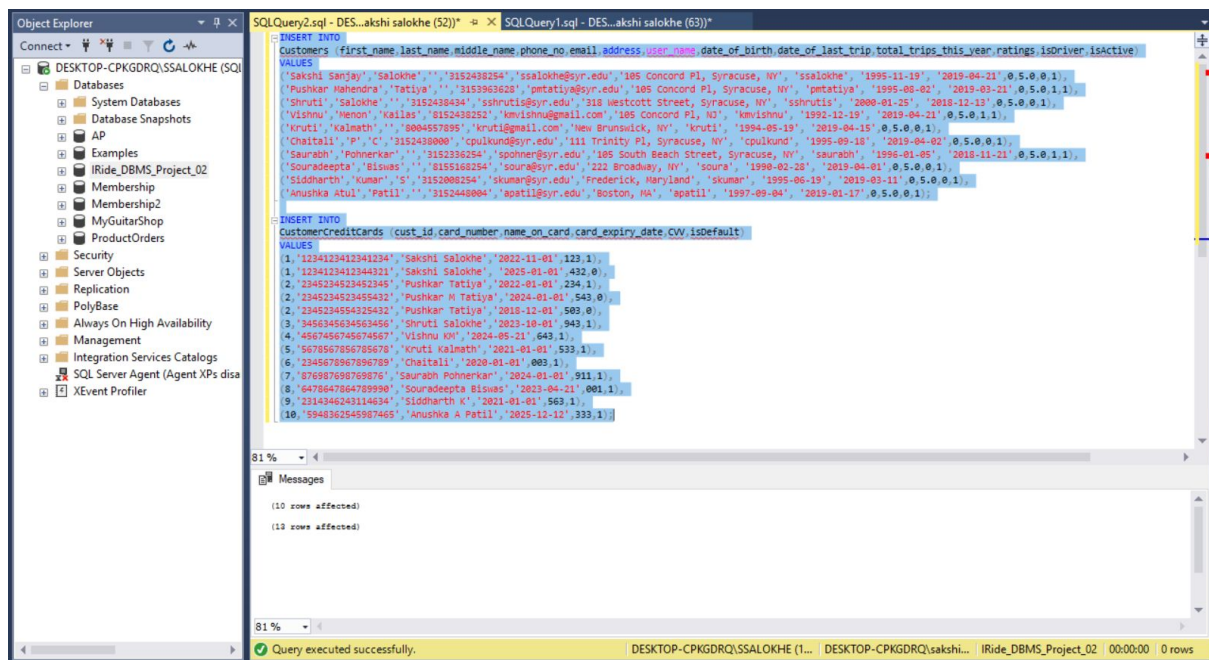 Object Explorer
Connect
DESKTOP-CPKGDRQ\SSALOKHE (SQL
Databases
System Databases
Database Snapshots
AP
Examples
IRide_DBMS_Project_02
Membership
Membership2
MyGuitarShop
ProductOrders
Security
Server Objects
Replication
PolyBase
Always On High Availability
Management
Integration Services Catalogs
SQL Server Agent (Agent XPs disa
XEvent Profiler
SQLQuery2.sql - DES...akshi salokhe (52))*
SQLQuery1.sql - DES...akshi salokhe (63))*
INSERT INTO
Customers (first_name,last_name,middle_name,phone_no,email,address,user_name,date_of_birth,date_of_last_trip,total_trips_this_year,ratings,isDriver,isActive)
VALUES
('Sakshi Sanjay','Salokhe','','3152438254','ssalokhe@syr.edu','105 Concord Pl, Syracuse, NY', 'ssalokhe', '1995-11-19', '2019-04-21',0,5.0,0,1),
('Pushkar Mahendra','Tatiya','','3153963628','pmtatiya@syr.edu','105 Concord Pl, Syracuse, NY', 'pmtatiya', '1995-08-02', '2019-03-21',0,5.0,1,1),
('Shruti','Salokhe','','3152438434','sshrutis@syr.edu','318 Westcott Street, Syracuse, NY', 'sshrutis', '2000-01-25', '2018-12-13',0,5.0,0,1),
('Vishnu','Menon','Kailas','8152438252','kmvishnu@gmail.com','105 Concord Pl, NJ', 'kmvishnu', '1992-12-19', '2019-04-21',0,5.0,1,1),
('Kruti','Kalmath','','8004557895','kruti@gmail.com','New Brunswick, NY', 'kruti', '1994-05-19', '2019-04-15',0,5.0,0,1),
('Chaitali','P','C','3152438000','cpulkund@syr.edu','111 Trinity Pl, Syracuse, NY', 'cpulkund', '1995-09-18', '2019-04-02',0,5.0,0,1),
('Saurabh','Pohnerkar','','3152336254','spohner@syr.edu','105 South Beach Street, Syracuse, NY', 'saurabh', '1996-01-05', '2018-11-21',0,5.0,1,1),
('Souradeepta','Biswas','','8155168254','soura@syr.edu','222 Broadway, NY', 'soura', '1990-02-28', '2019-04-01',0,5.0,0,1),
('Siddharth','Kumar','S','3152008254','skumar@syr.edu','Frederick, Maryland', 'skumar', '1995-06-19', '2019-03-11',0,5.0,0,1),
('Anushka Atul','Patil','','3152448004','apatil@syr.edu','Boston, MA', 'apatil', '1997-09-04', '2019-01-17',0,5.0,0,1);
INSERT INTO
CustomerCreditCards (cust_id,card_number,name_on_card,card_expiry_date,CVV,isDefault)
VALUES
(1,'1234123412341234','Sakshi Salokhe','2022-11-01',123,1),
(1,'1234123412344321','Sakshi Salokhe', '2025-01-01',432,0),
(2,'2345234523452345','Pushkar Tatiya','2022-01-01',234,1),
(2,'2345234523455432','Pushkar M Tatiya','2024-01-01',543,0),
(2,'2345234554325432','Pushkar Tatiya','2018-12-01',503,0),
(3,'3456345634563456','Shruti Salokhe','2023-10-01',943,1),
(4,'4567456745674567','Vishnu KM','2024-05-21',643,1),
(5,'5678567856785678','Kruti Kalmath','2021-01-01',533,1),
(6,'2345678967896789','Chaitali','2020-01-01',003,1),
(7,'876987698769876','Saurabh Pohnerkar','2024-01-01',911,1),
(8,'6478647864789990','Souradeepta Biswas','2023-04-21',001,1),
(9,'2314346243114634','Siddharth K','2021-01-01',563,1),
(10,'5948362545987465','Anushka A Patil','2025-12-12',333,1);
81 %
Messages
(10 rows affected)
(13 rows affected)
81 %
Query executed successfully.
DESKTOP-CPKGDRQ\SSALOKHE (1...
DESKTOP-CPKGDRQ\sakshi...
IRide_DBMS_Project_02
00:00:00
0 rows